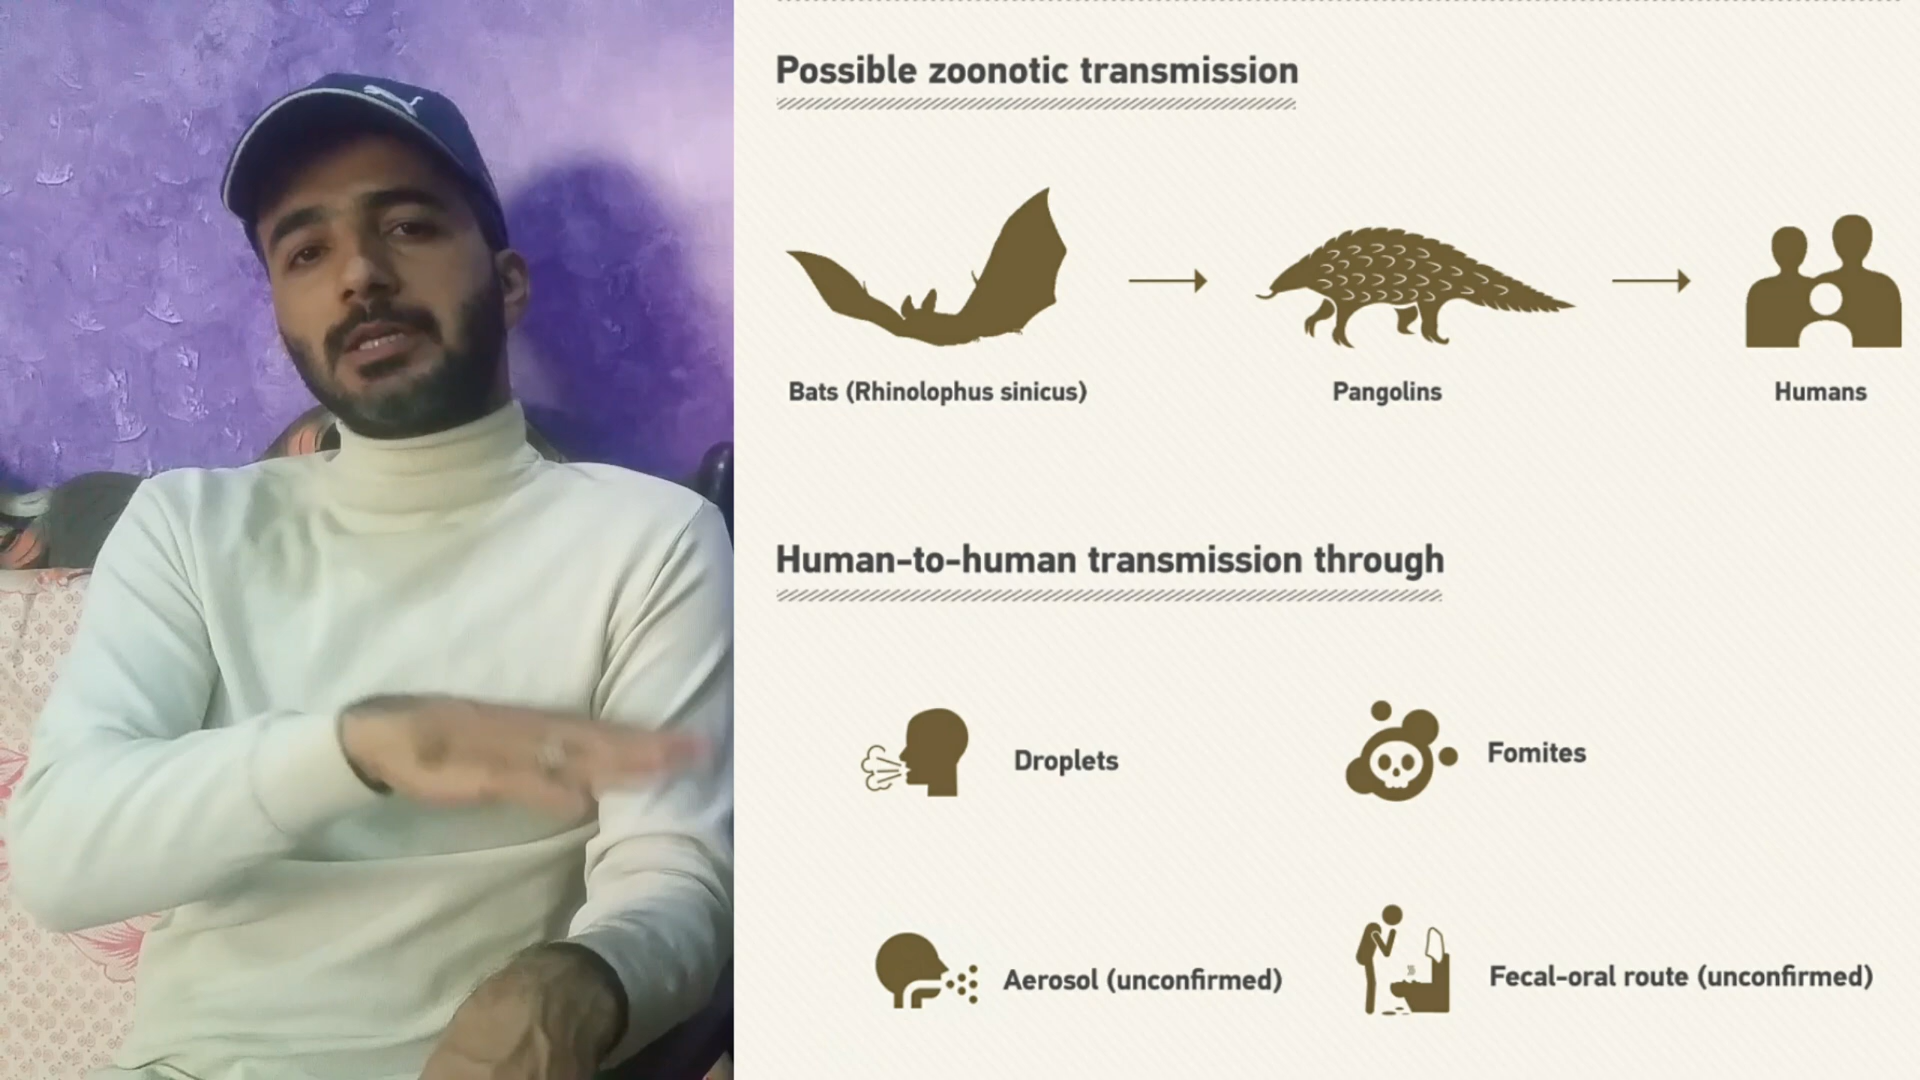 Possible zoonotic transmission
Bats (Rhinolophus sinicus)
Pangolins
Humans
Human-to-human transmission through
Droplets
Fomites
Aerosol (unconfirmed)
Fecal-oral route (unconfirmed)